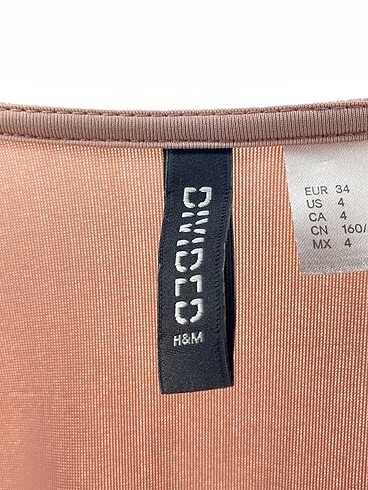 DIVIDED
H&M
EUR 34
US 4
CA 4
CN 160/
MX 4